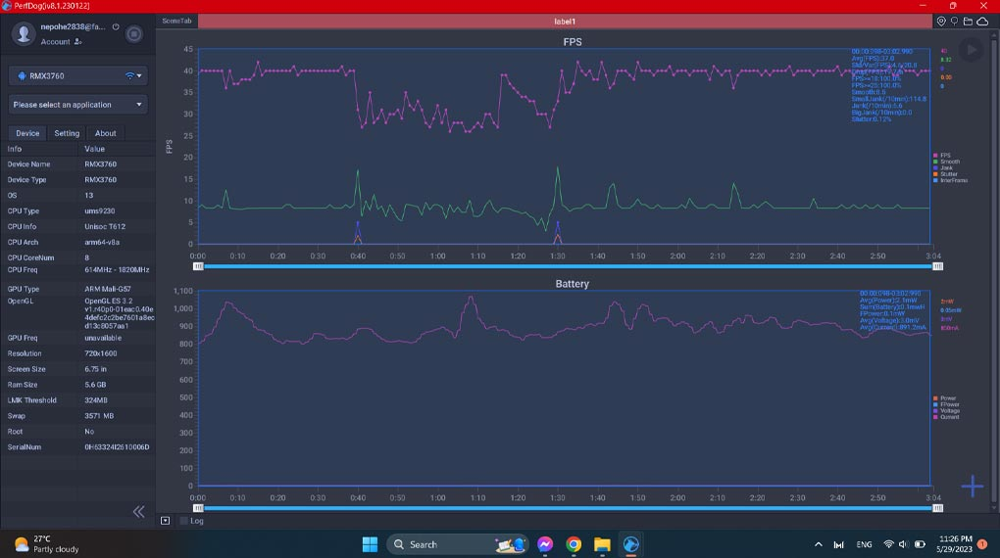 PerfDog(iv8.1.230122)
nepohe2838@fa...
Account
RMX3760
Please select an application
Device Setting About
Info Value
Device Name RMX3760
Device Type RMX3760
OS 13
CPU Type ums9230
CPU Info Unisoc T612
CPU Arch arm64-v8a
CPU CoreNum 8
CPU Freq 614MHz - 1820MHz
GPU Type ARM Mali-G57
OpenGL OpenGL ES 3.2
v1.r40p0-01eac0.40e
4defc2c2be7601a8ec
d13c8057aa1
GPU Freq unavailable
Resolution 720x1600
Screen Size 6.75 in
Ram Size 5.6 GB
LMK Threshold 324MB
Swap 3571 MB
Root No
SerialNum 0H63324I2610006D
SceneTab label1
FPS
45
40
35
30
25
20
15
10
5
0
FPS
0:00 0:10 0:20 0:30 0:40 0:50 1:00 1:10 1:20 1:30 1:40 1:50 2:00 2:10 2:20 2:30 2:40 2:50 3:04
00:00:098-03:02:990
Avg(FPS):37.0
FPS>=18:100.0%
FPS>=25:100.0%
Smooth:8.8
SmallJank(/10min):114.8
Jank(/10min):6.6
BigJank(/10min):0.0
Stutter:0.12%
40
8.32
0
0.00
0
FPS
Smooth
Jank
Stutter
InterFrame
Battery
1,100
1,000
900
800
700
600
500
400
300
200
100
0
0:00 0:10 0:20 0:30 0:40 0:50 1:00 1:10 1:20 1:30 1:40 1:50 2:00 2:10 2:20 2:30 2:40 2:50 3:04
00:00:098-03:02:990
Avg(Power):2.1mW
Sum(Battery):0.1mwH
FPower:0.1mW
Avg(Voltage):3.0mV
Avg(Current):891.2mA
2mW
0.05mW
3mV
850mA
Power
FPower
Voltage
Current
Log
27°C
Partly cloudy
Search
ENG
11:26 PM
5/29/2023
1